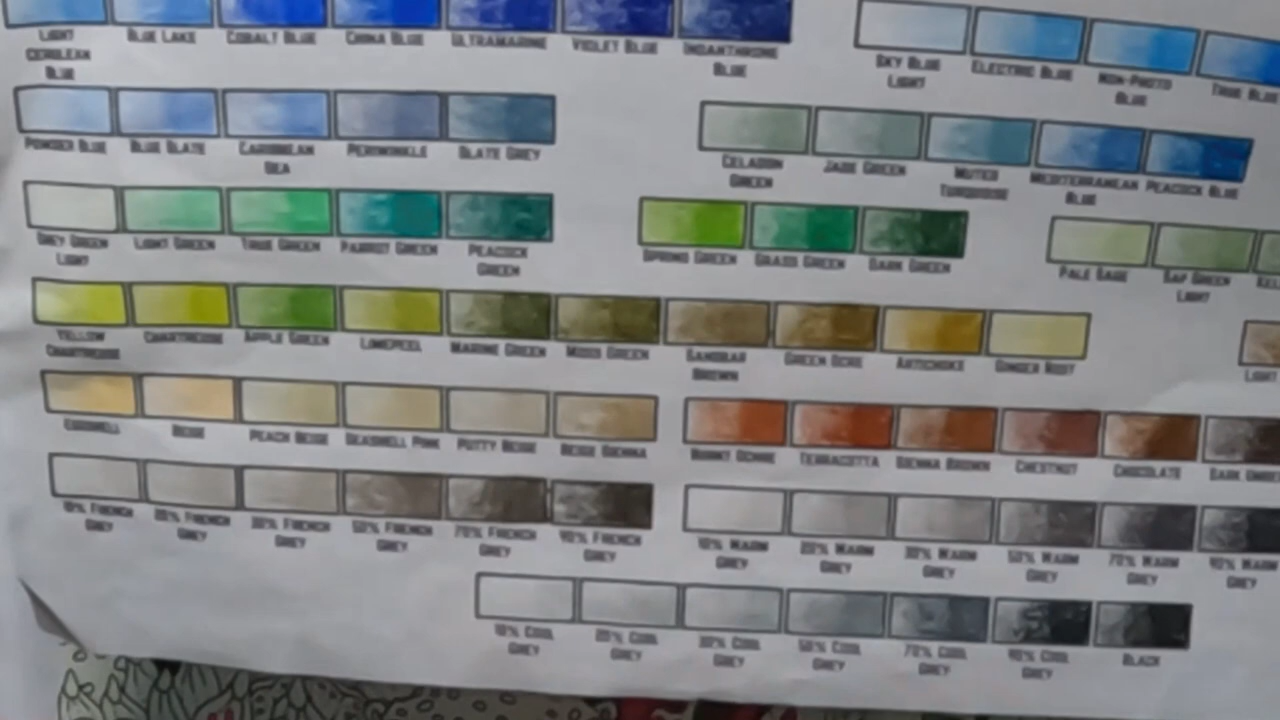 LIGHT CERULEAN BLUE
BLUE LAKE
COBALT BLUE
CHINA BLUE
ULTRAMARINE
VIOLET BLUE
INDANTHRONE BLUE
SKY BLUE LIGHT
ELECTRIC BLUE
NON-PHOTO BLUE
TRUE BLUE
POWDER BLUE
BLUE SLATE
CARIBBEAN SEA
PERIWINKLE
SLATE GREY
CELADON GREEN
JADE GREEN
MUTED TURQUOISE
MEDITERRANEAN BLUE
PEACOCK BLUE
GREY GREEN LIGHT
LIGHT GREEN
TRUE GREEN
PARROT GREEN
PEACOCK GREEN
SPRING GREEN
GRASS GREEN
DARK GREEN
PALE SAGE
SAP GREEN LIGHT
YELLOW CHARTREUSE
CHARTREUSE
APPLE GREEN
LIMEPEEL
MARINE GREEN
MOSS GREEN
SANDBAR BROWN
GREEN OCRE
ARTICHOKE
GINGER ROOT
LIGHT
EGGSHELL
BEIGE
PEACH BEIGE
SEASHELL PINK
PUTTY BEIGE
BEIGE SIENNA
BURNT OCHRE
TERRACOTTA
SIENNA BROWN
CHESTNUT
CHOCOLATE
DARK UMBER
10% FRENCH GREY
20% FRENCH GREY
30% FRENCH GREY
50% FRENCH GREY
70% FRENCH GREY
90% FRENCH GREY
10% WARM GREY
20% WARM GREY
30% WARM GREY
50% WARM GREY
70% WARM GREY
90% WARM GREY
10% COOL GREY
20% COOL GREY
30% COOL GREY
50% COOL GREY
70% COOL GREY
90% COOL GREY
BLACK